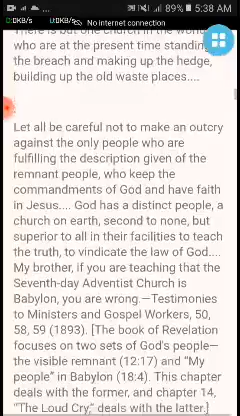 89% 5:38 AM
0:0KB/s U:0KB/s No internet connection
There is but one church in the world
who are at the present time standing
the breach and making up the hedge,
building up the old waste places....
Let all be careful not to make an outcry
against the only people who are
fulfilling the description given of the
remnant people, who keep the
commandments of God and have faith
in Jesus.... God has a distinct people, a
church on earth, second to none, but
superior to all in their facilities to teach
the truth, to vindicate the law of God....
My brother, if you are teaching that the
Seventh-day Adventist Church is
Babylon, you are wrong.—Testimonies
to Ministers and Gospel Workers, 50,
58, 59 (1893). [The book of Revelation
focuses on two sets of God's people—
the visible remnant (12:17) and “My
people” in Babylon (18:4). This chapter
deals with the former, and chapter 14,
“The Loud Cry,” deals with the latter.]